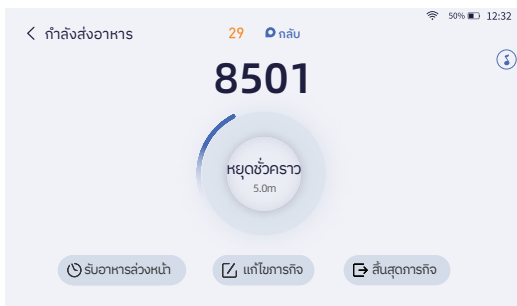 50% 12:32
กำลังส่งอาหาร 29 กลับ
8501
หยุดชั่วคราว
5.0m
รับอาหารล่วงหน้า แก้ไขภารกิจ สิ้นสุดภารกิจ